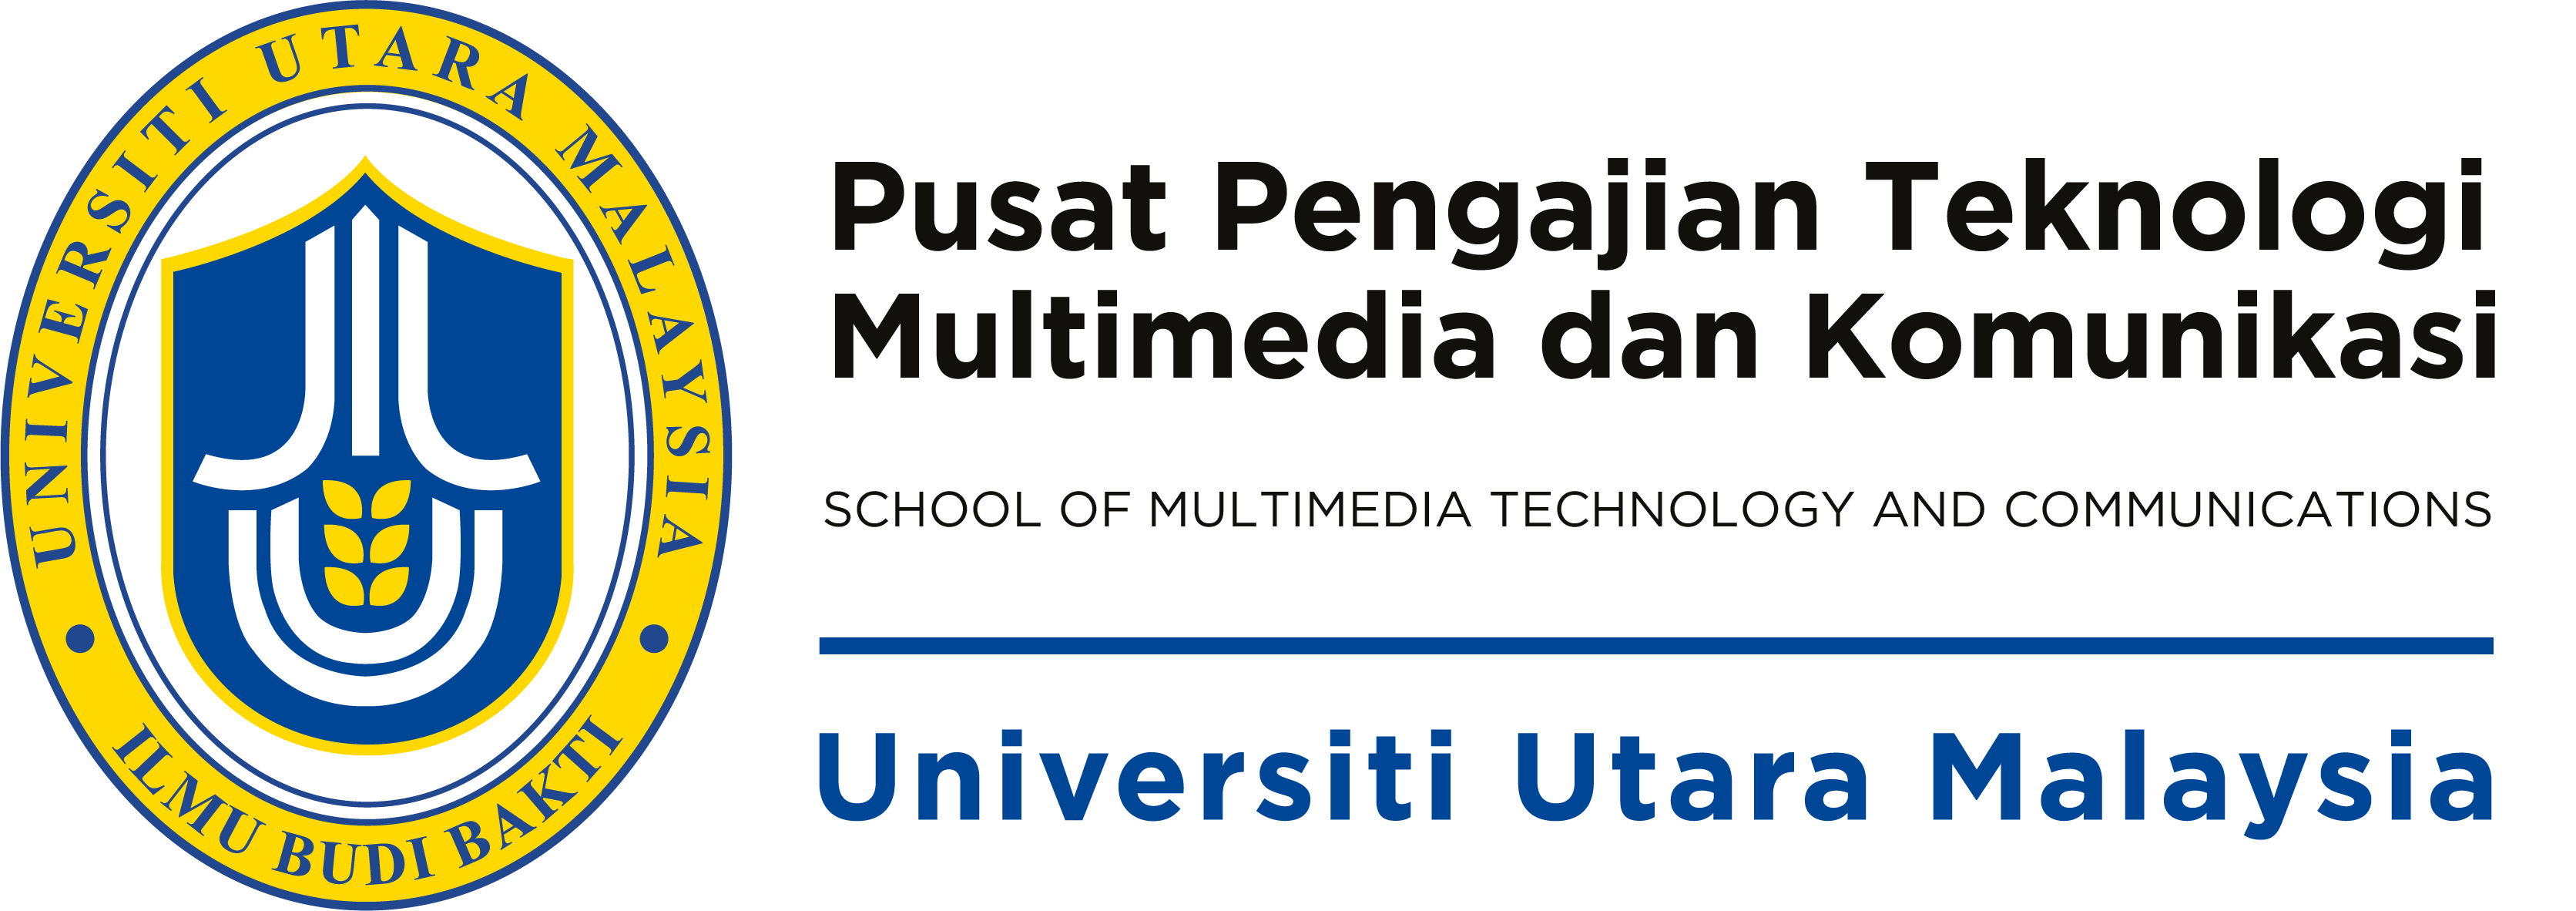 UNIVERSITI UTARA MALAYSIA
ILMU BUDI BAKTI
Pusat Pengajian Teknologi
Multimedia dan Komunikasi
SCHOOL OF MULTIMEDIA TECHNOLOGY AND COMMUNICATIONS
Universiti Utara Malaysia